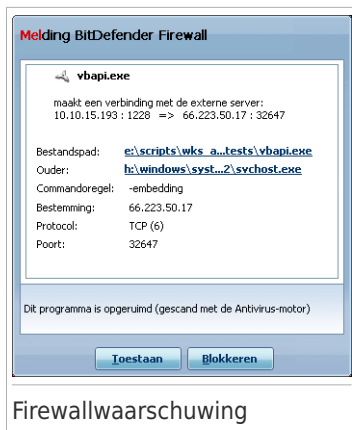 Melding BitDefender Firewall
vbapi.exe
maakt een verbinding met de externe server:
10.10.15.193 : 1228 => 66.223.50.17 : 32647
Bestandspad: e:\scripts\wks_a...tests\vbapi.exe
Ouder: h:\windows\syst...2\svchost.exe
Commandoregel: -embedding
Bestemming: 66.223.50.17
Protocol: TCP (6)
Poort: 32647
Dit programma is opgeruimd (gescand met de Antivirus-motor)
Toestaan Blokkeren
Firewallwaarschuwing